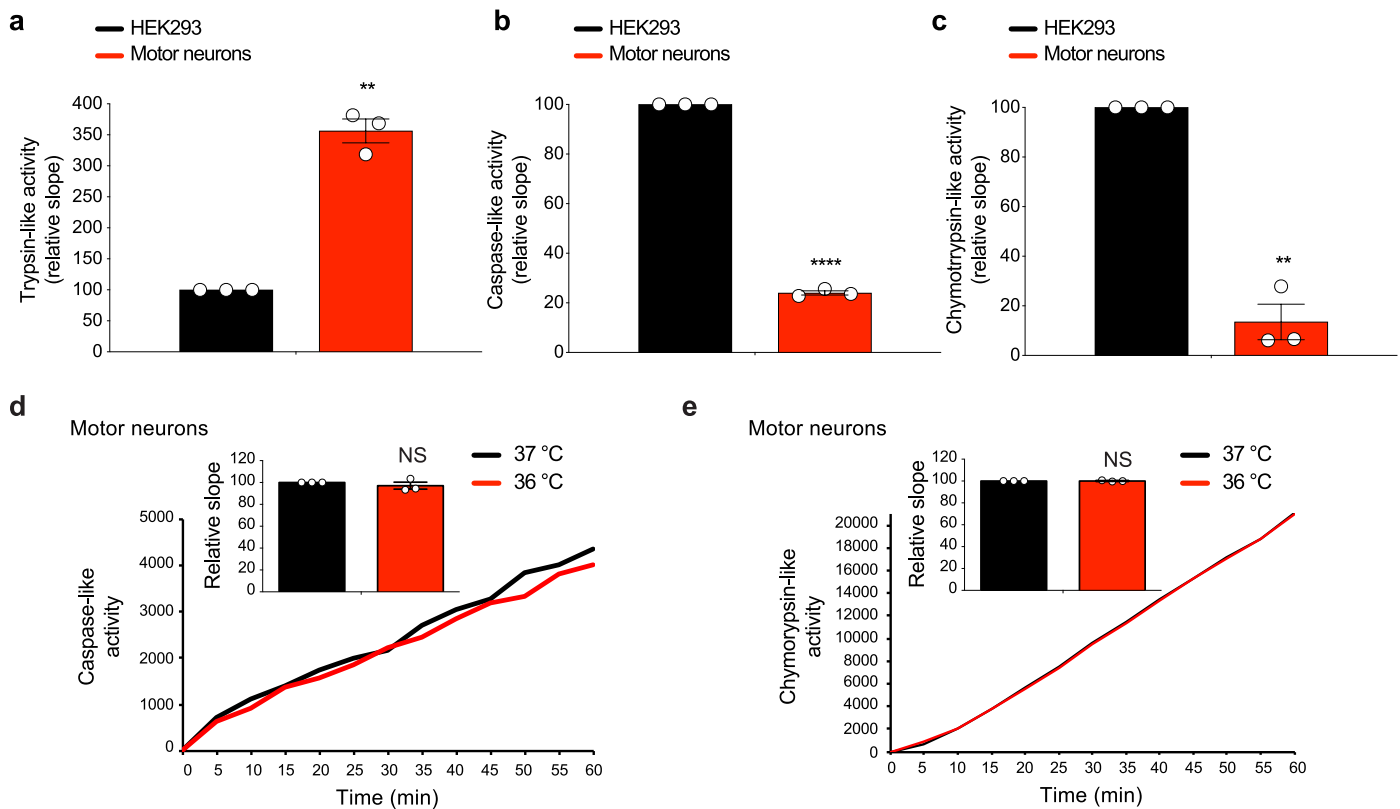 a
HEK293
Motor neurons
**
Trypsin-like activity
(relative slope)
400
350
300
250
200
150
100
50
0
b
HEK293
Motor neurons
****
Caspase-like activity
(relative slope)
100
80
60
40
20
0
c
HEK293
Motor neurons
**
Chymotrrypsin-like activity
(relative slope)
100
80
60
40
20
0
d
Motor neurons
37 °C
36 °C
NS
Relative slope
120
100
80
60
40
20
0
Caspase-like
activity
5000
4000
3000
2000
1000
0
0 5 10 15 20 25 30 35 40 45 50 55 60
Time (min)
e
Motor neurons
37 °C
36 °C
NS
Relative slope
120
100
80
60
40
20
0
Chymorypsin-like
activity
20000
18000
16000
14000
12000
10000
8000
6000
4000
2000
0
0 5 10 15 20 25 30 35 40 45 50 55 60
Time (min)